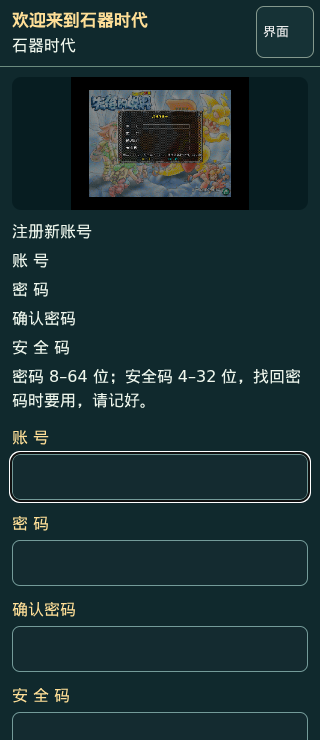 欢迎来到石器时代
石器时代
界面
注册新账号
账 号
密 码
确认密码
安 全 码
密码 8–64 位；安全码 4–32 位，找回密
码时要用，请记好。
账 号
密 码
确认密码
安 全 码